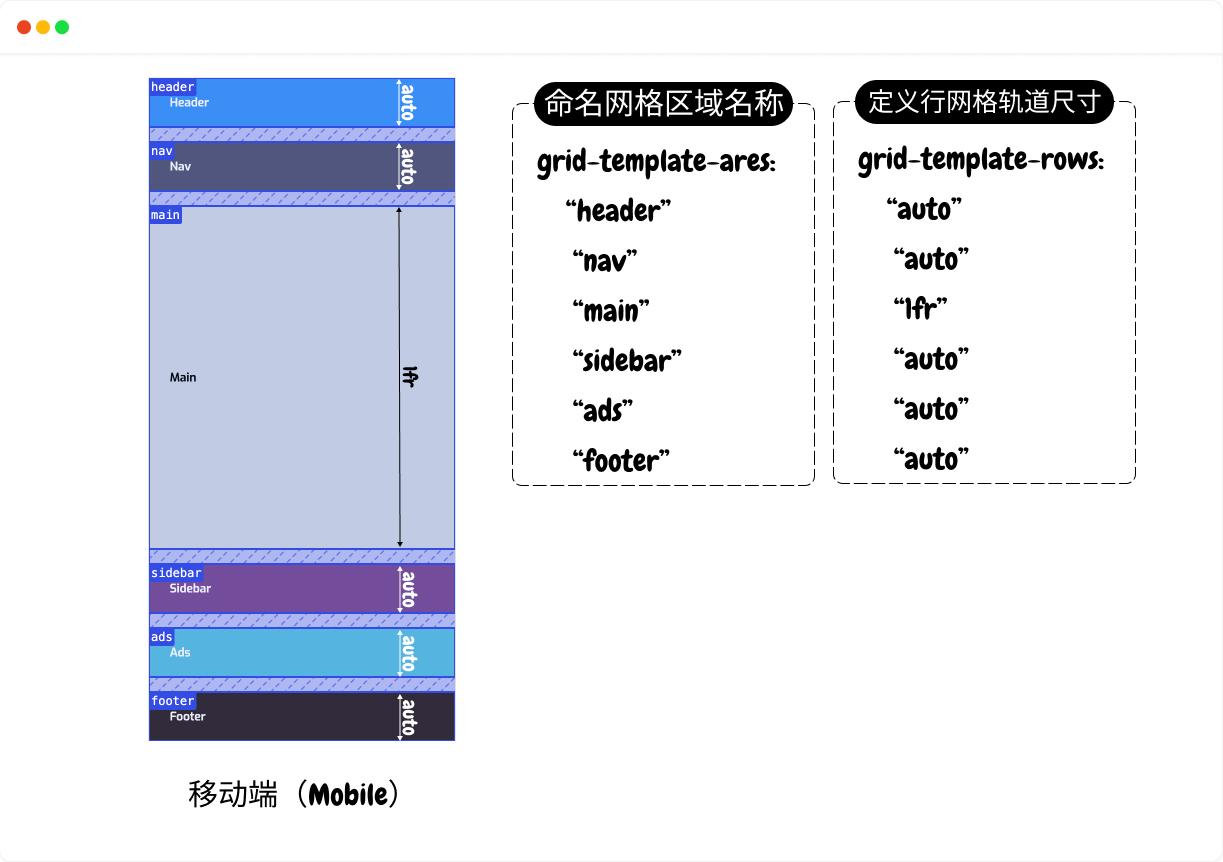 header
Header
auto
nav
Nav
auto
main
Main
1fr
sidebar
Sidebar
auto
ads
Ads
auto
footer
Footer
auto
移动端（Mobile）
命名网格区域名称
grid-template-ares:
“header”
“nav”
“main”
“sidebar”
“ads”
“footer”
定义行网格轨道尺寸
grid-template-rows:
“auto”
“auto”
“1fr”
“auto”
“auto”
“auto”